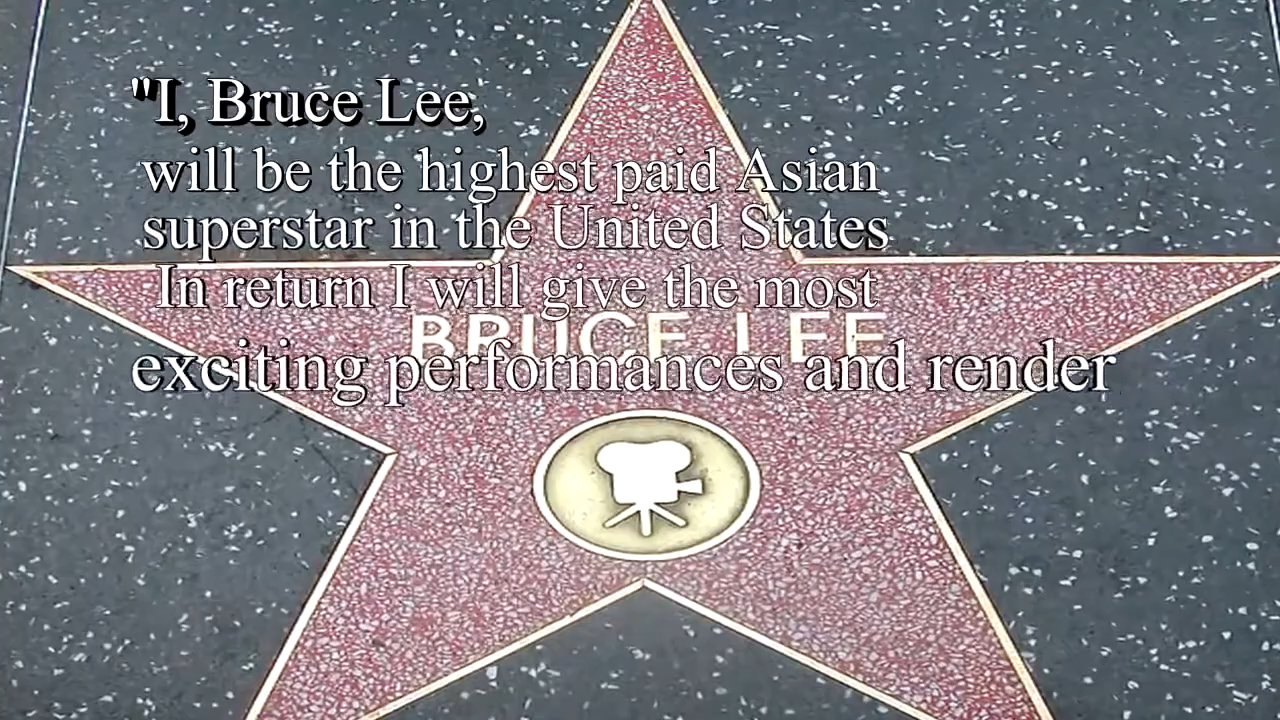 "I, Bruce Lee,
will be the highest paid Asian
superstar in the United States
In return I will give the most
BRUCE LEE
exciting performances and render